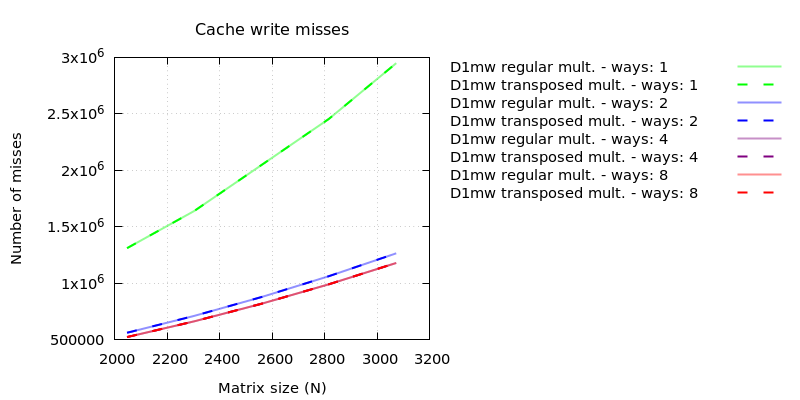 Cache write misses
Number of misses
3x10^6
2.5x10^6
2x10^6
1.5x10^6
1x10^6
500000
2000 2200 2400 2600 2800 3000 3200
Matrix size (N)
D1mw regular mult. - ways: 1
D1mw transposed mult. - ways: 1
D1mw regular mult. - ways: 2
D1mw transposed mult. - ways: 2
D1mw regular mult. - ways: 4
D1mw transposed mult. - ways: 4
D1mw regular mult. - ways: 8
D1mw transposed mult. - ways: 8